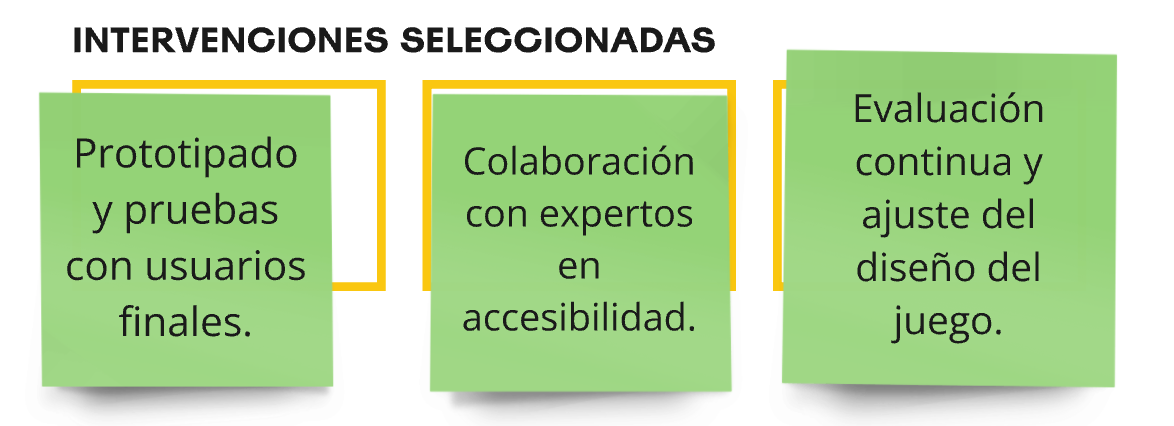 INTERVENCIONES SELECCIONADAS
Prototipado
y pruebas
con usuarios
finales.
Colaboración
con expertos
en
accesibilidad.
Evaluación
continua y
ajuste del
diseño del
juego.